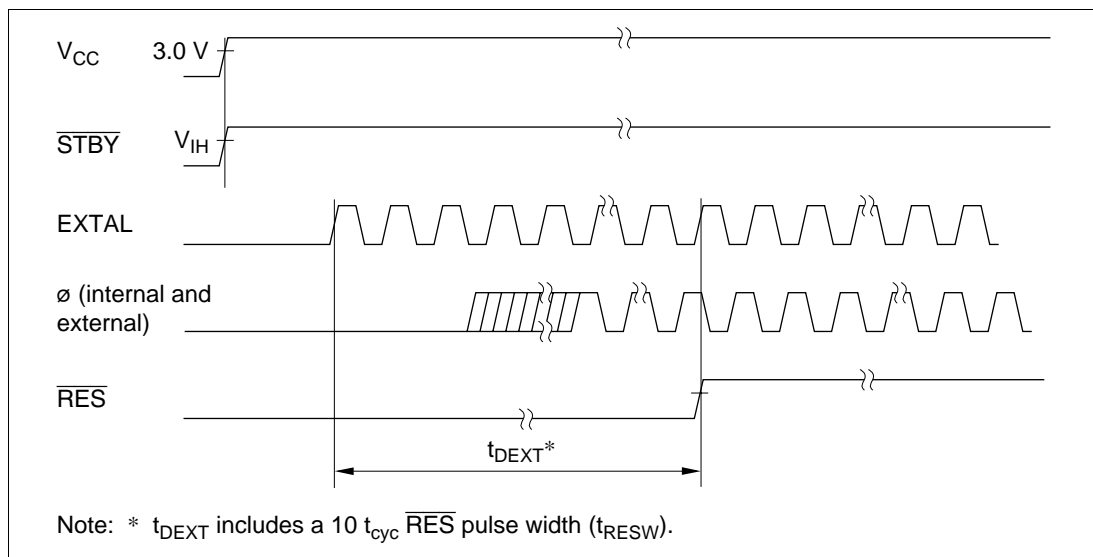 VCC 3.0 V
STBY VIH
EXTAL
ø (internal and
external)
RES
tDEXT*
Note: * tDEXT includes a 10 tcyc RES pulse width (tRESW).